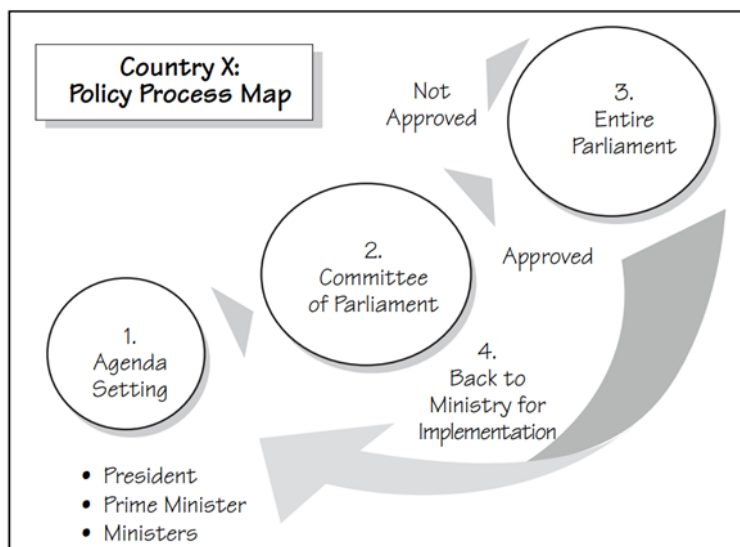 Country X:
Policy Process Map
Not
Approved
3.
Entire
Parliament
2.
Committee
of Parliament
Approved
1.
Agenda
Setting
4.
Back to
Ministry for
Implementation
• President
• Prime Minister
• Ministers